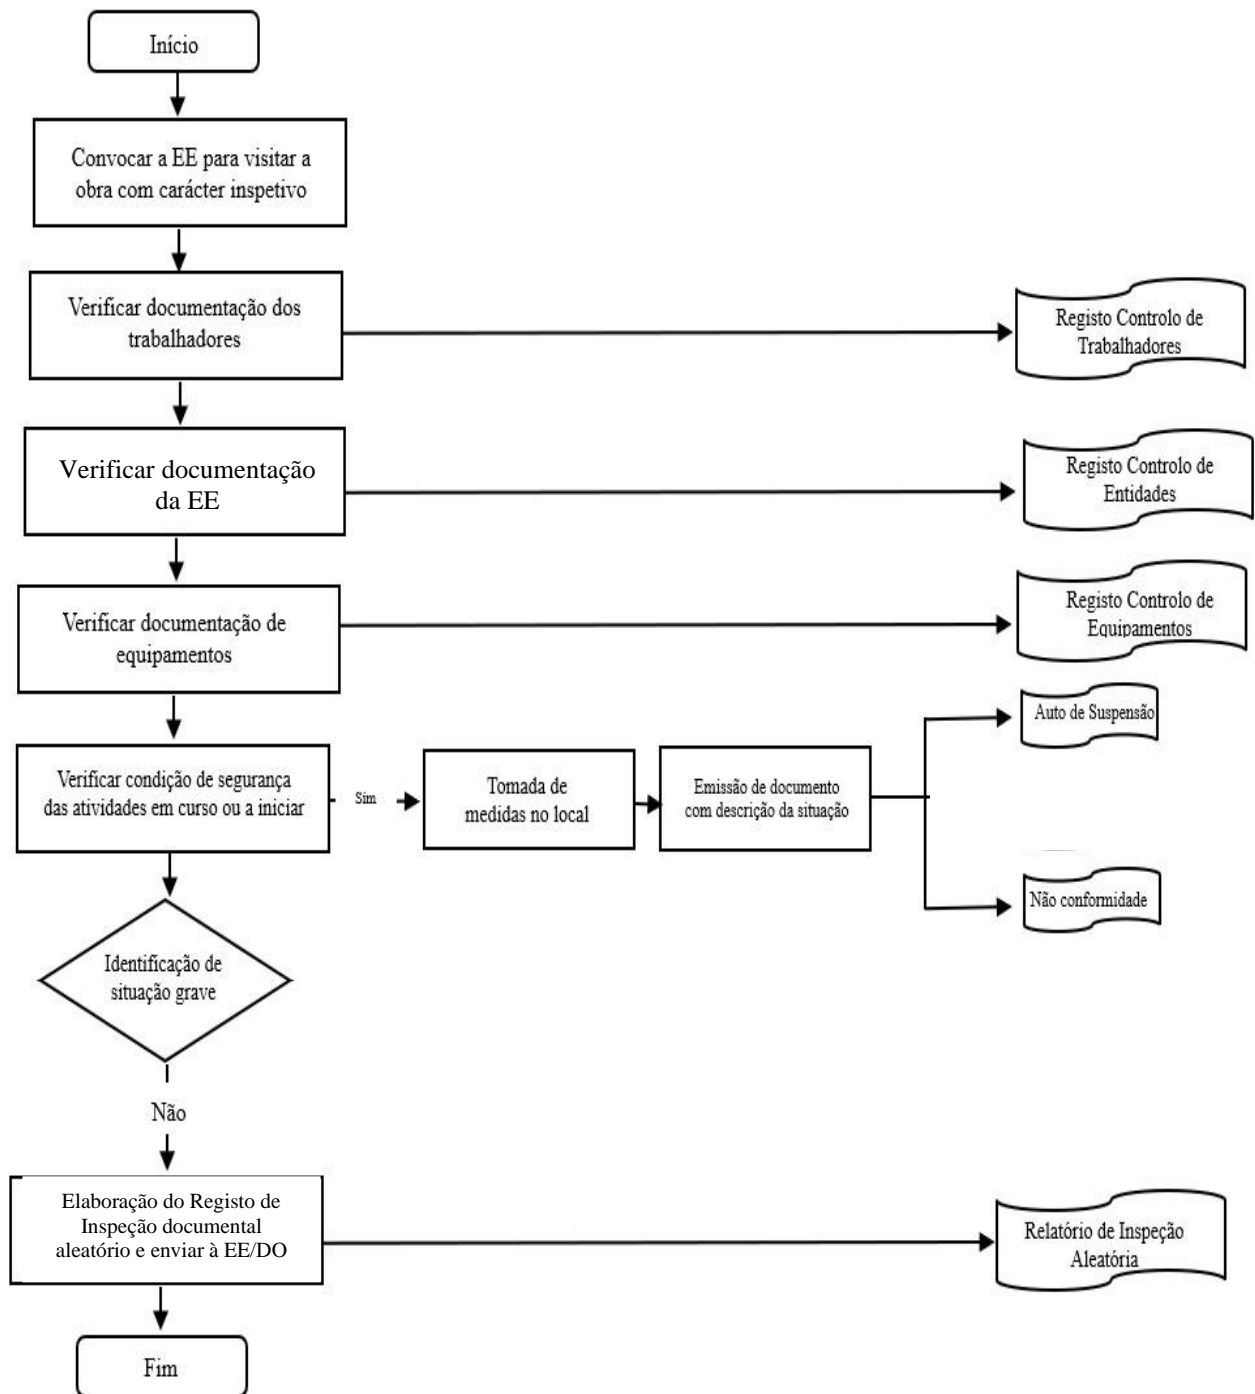 Início
Convocar a EE para visitar a
obra com carácter inspetivo
Verificar documentação dos
trabalhadores
Registo Controlo de
Trabalhadores
Verificar documentação
da EE
Registo Controlo de
Entidades
Verificar documentação de
equipamentos
Registo Controlo de
Equipamentos
Verificar condição de segurança
das atividades em curso ou a iniciar
Sim
Tomada de
medidas no local
Emissão de documento
com descrição da situação
Auto de Suspensão
Não conformidade
Identificação de
situação grave
Não
Elaboração do Registo de
Inspeção documental
aleatório e enviar à EE/DO
Relatório de Inspeção
Aleatória
Fim